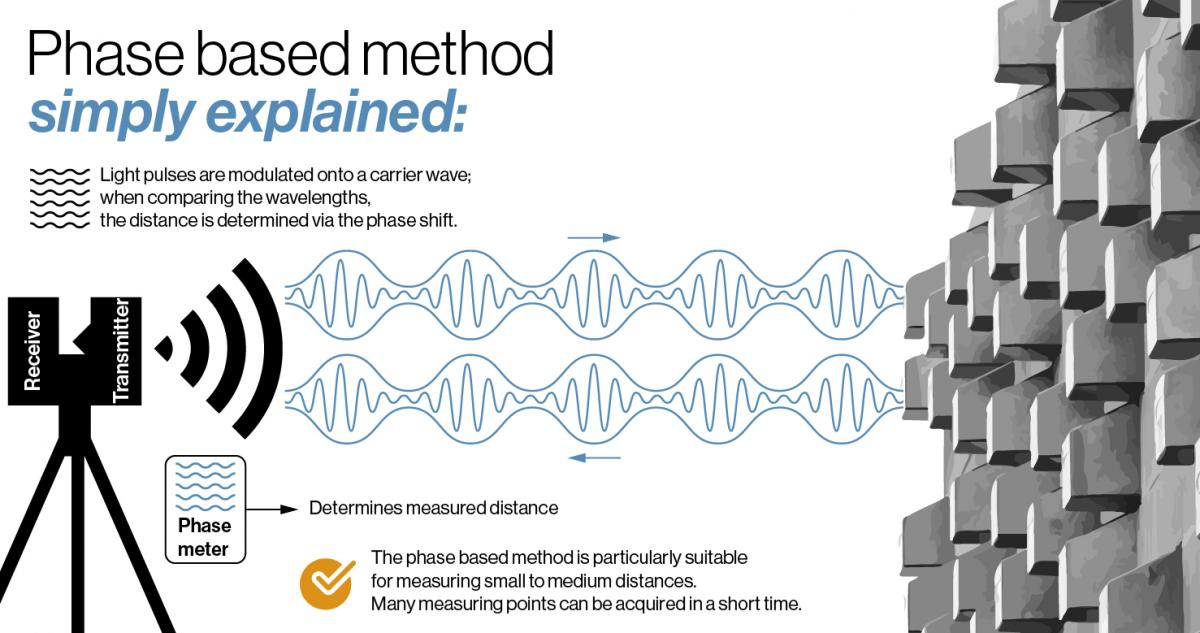 Phase based method
simply explained:
Light pulses are modulated onto a carrier wave;
when comparing the wavelengths,
the distance is determined via the phase shift.
Receiver
Transmitter
Phase
meter
Determines measured distance
The phase based method is particularly suitable
for measuring small to medium distances.
Many measuring points can be acquired in a short time.